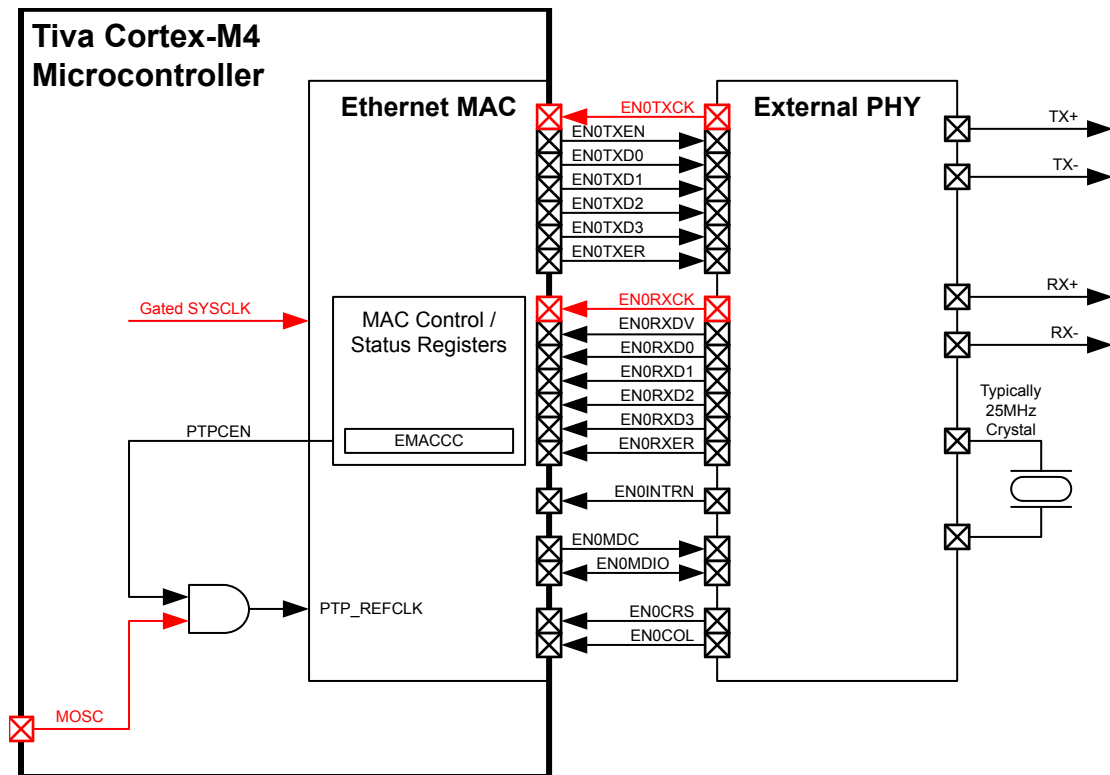 Tiva Cortex-M4
Microcontroller
Ethernet MAC
External PHY
EN0TXCK
EN0TXEN
EN0TXD0
EN0TXD1
EN0TXD2
EN0TXD3
EN0TXER
TX+
TX-
Gated SYSCLK
MAC Control /
Status Registers
EMACCC
EN0RXCK
EN0RXDV
EN0RXD0
EN0RXD1
EN0RXD2
EN0RXD3
EN0RXER
RX+
RX-
Typically
25MHz
Crystal
PTPCEN
EN0INTRN
EN0MDC
EN0MDIO
PTP_REFCLK
EN0CRS
EN0COL
MOSC